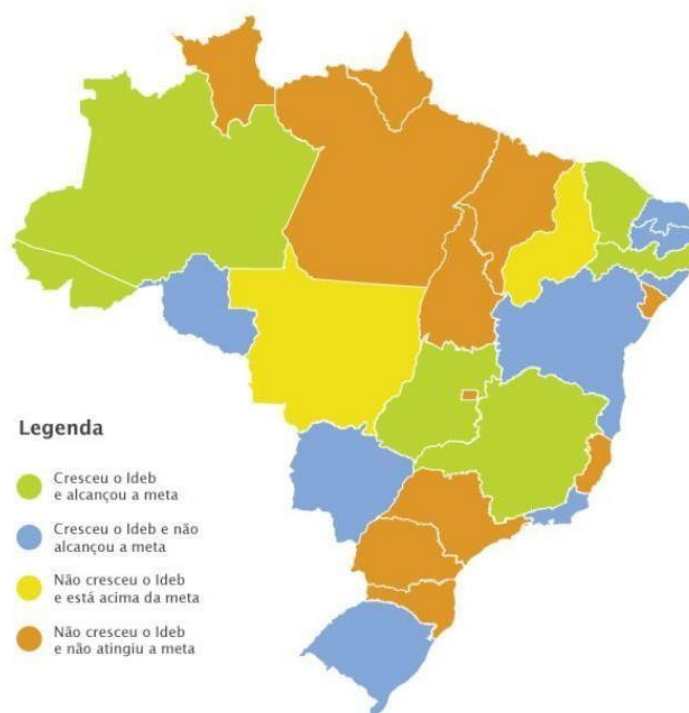 Legenda
Cresceu o Ideb
e alcançou a meta
Cresceu o Ideb e não
alcançou a meta
Não cresceu o Ideb
e está acima da meta
Não cresceu o Ideb
e não atingiu a meta